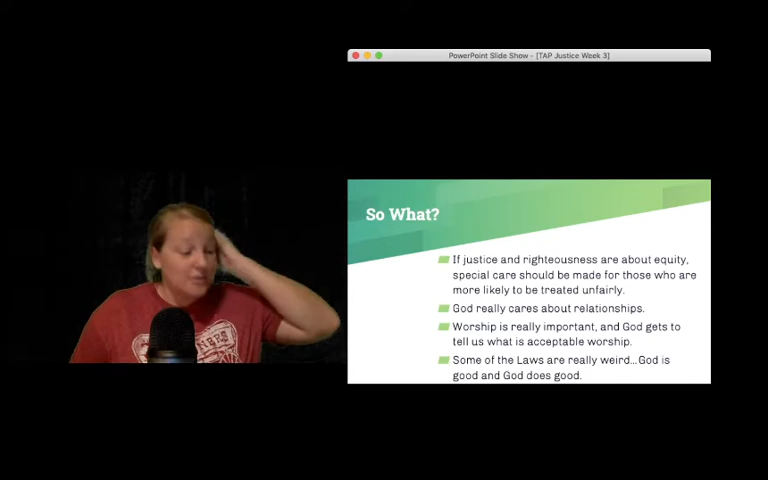 PowerPoint Slide Show - [TAP Justice Week 3]
So What?
If justice and righteousness are about equity,
special care should be made for those who are
more likely to be treated unfairly.
God really cares about relationships.
Worship is really important, and God gets to
tell us what is acceptable worship.
Some of the Laws are really weird...God is
good and God does good.